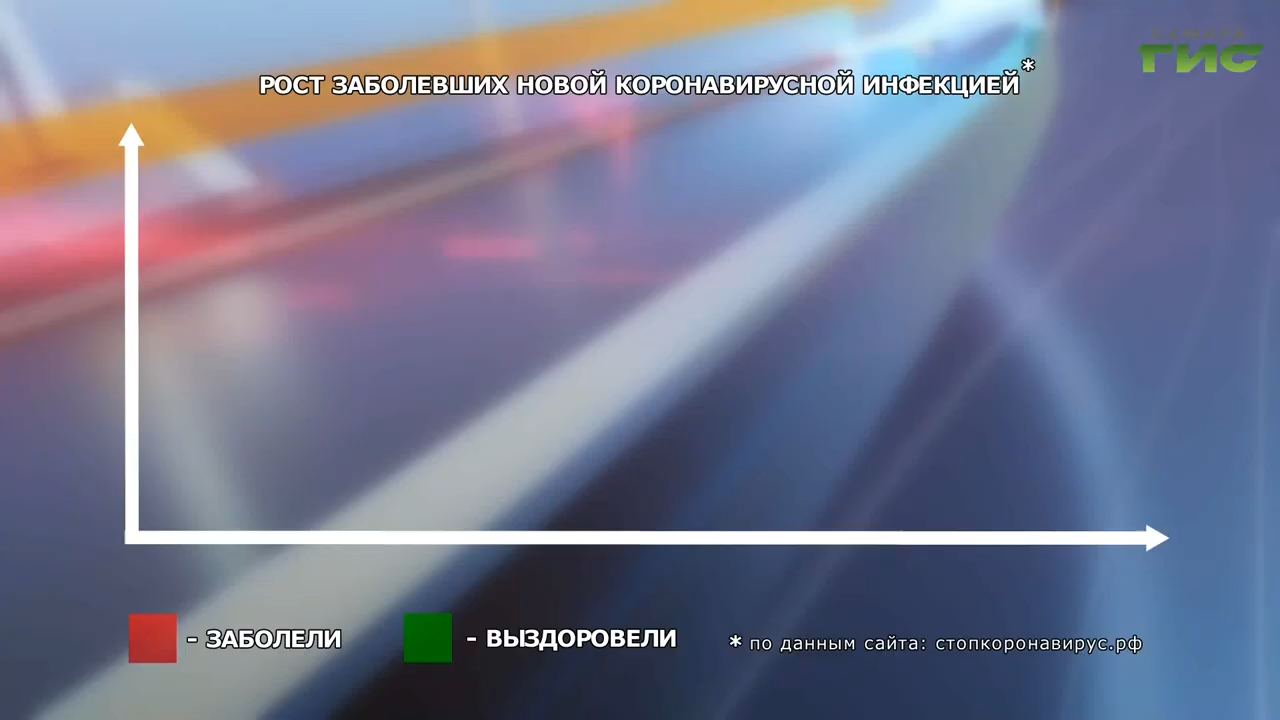 САМАРА
ГИС
РОСТ ЗАБОЛЕВШИХ НОВОЙ КОРОНАВИРУСНОЙ ИНФЕКЦИЕЙ*
- ЗАБОЛЕЛИ
- ВЫЗДОРОВЕЛИ
* по данным сайта: стопкоронавирус.рф